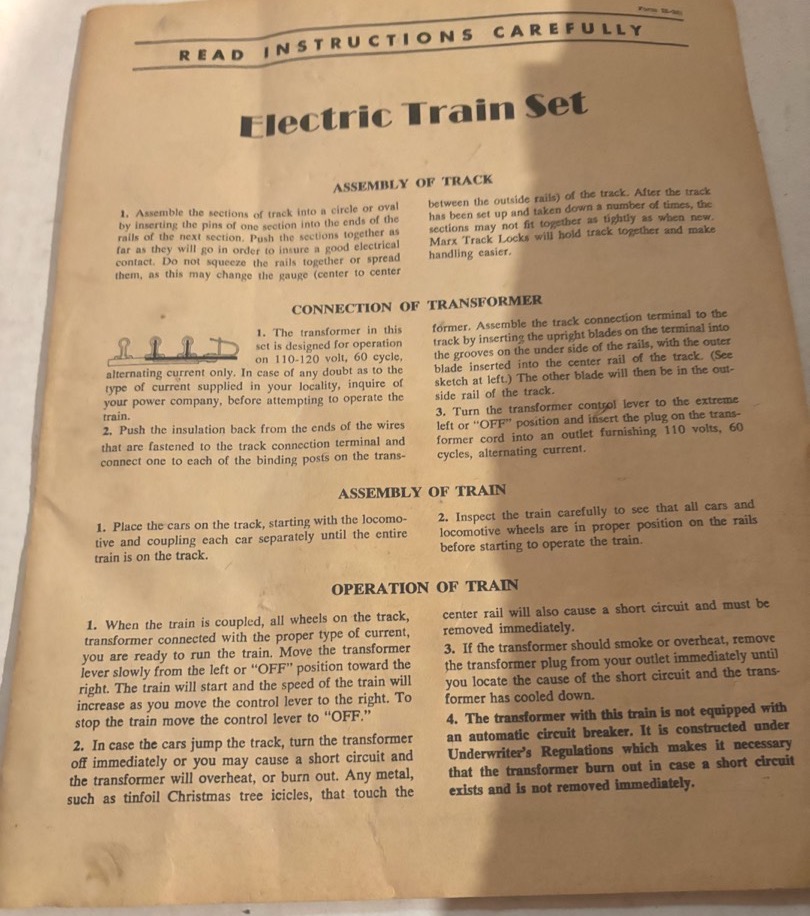 READ INSTRUCTIONS CAREFULLY
Electric Train Set
ASSEMBLY OF TRACK
1. Assemble the sections of track into a circle or oval
by inserting the pins of one section into the ends of the
rails of the next section. Push the sections together as
far as they will go in order to insure a good electrical
contact. Do not squeeze the rails together or spread
them, as this may change the gauge (center to center
between the outside rails) of the track. After the track
has been set up and taken down a number of times, the
sections may not fit together as tightly as when new.
Marx Track Locks will hold track together and make
handling easier.
CONNECTION OF TRANSFORMER
1. The transformer in this
set is designed for operation
on 110-120 volt, 60 cycle,
alternating current only. In case of any doubt as to the
type of current supplied in your locality, inquire of
your power company, before attempting to operate the
train.
2. Push the insulation back from the ends of the wires
that are fastened to the track connection terminal and
connect one to each of the binding posts on the trans-
former. Assemble the track connection terminal to the
track by inserting the upright blades on the terminal into
the grooves on the under side of the rails, with the outer
blade inserted into the center rail of the track. (See
sketch at left.) The other blade will then be in the out-
side rail of the track.
3. Turn the transformer control lever to the extreme
left or "OFF" position and insert the plug on the trans-
former cord into an outlet furnishing 110 volts, 60
cycles, alternating current.
ASSEMBLY OF TRAIN
1. Place the cars on the track, starting with the locomo-
tive and coupling each car separately until the entire
train is on the track.
2. Inspect the train carefully to see that all cars and
locomotive wheels are in proper position on the rails
before starting to operate the train.
OPERATION OF TRAIN
1. When the train is coupled, all wheels on the track,
transformer connected with the proper type of current,
you are ready to run the train. Move the transformer
lever slowly from the left or "OFF" position toward the
right. The train will start and the speed of the train will
increase as you move the control lever to the right. To
stop the train move the control lever to "OFF."
2. In case the cars jump the track, turn the transformer
off immediately or you may cause a short circuit and
the transformer will overheat, or burn out. Any metal,
such as tinfoil Christmas tree icicles, that touch the
center rail will also cause a short circuit and must be
removed immediately.
3. If the transformer should smoke or overheat, remove
the transformer plug from your outlet immediately until
you locate the cause of the short circuit and the trans-
former has cooled down.
4. The transformer with this train is not equipped with
an automatic circuit breaker. It is constructed under
Underwriter's Regulations which makes it necessary
that the transformer burn out in case a short circuit
exists and is not removed immediately.